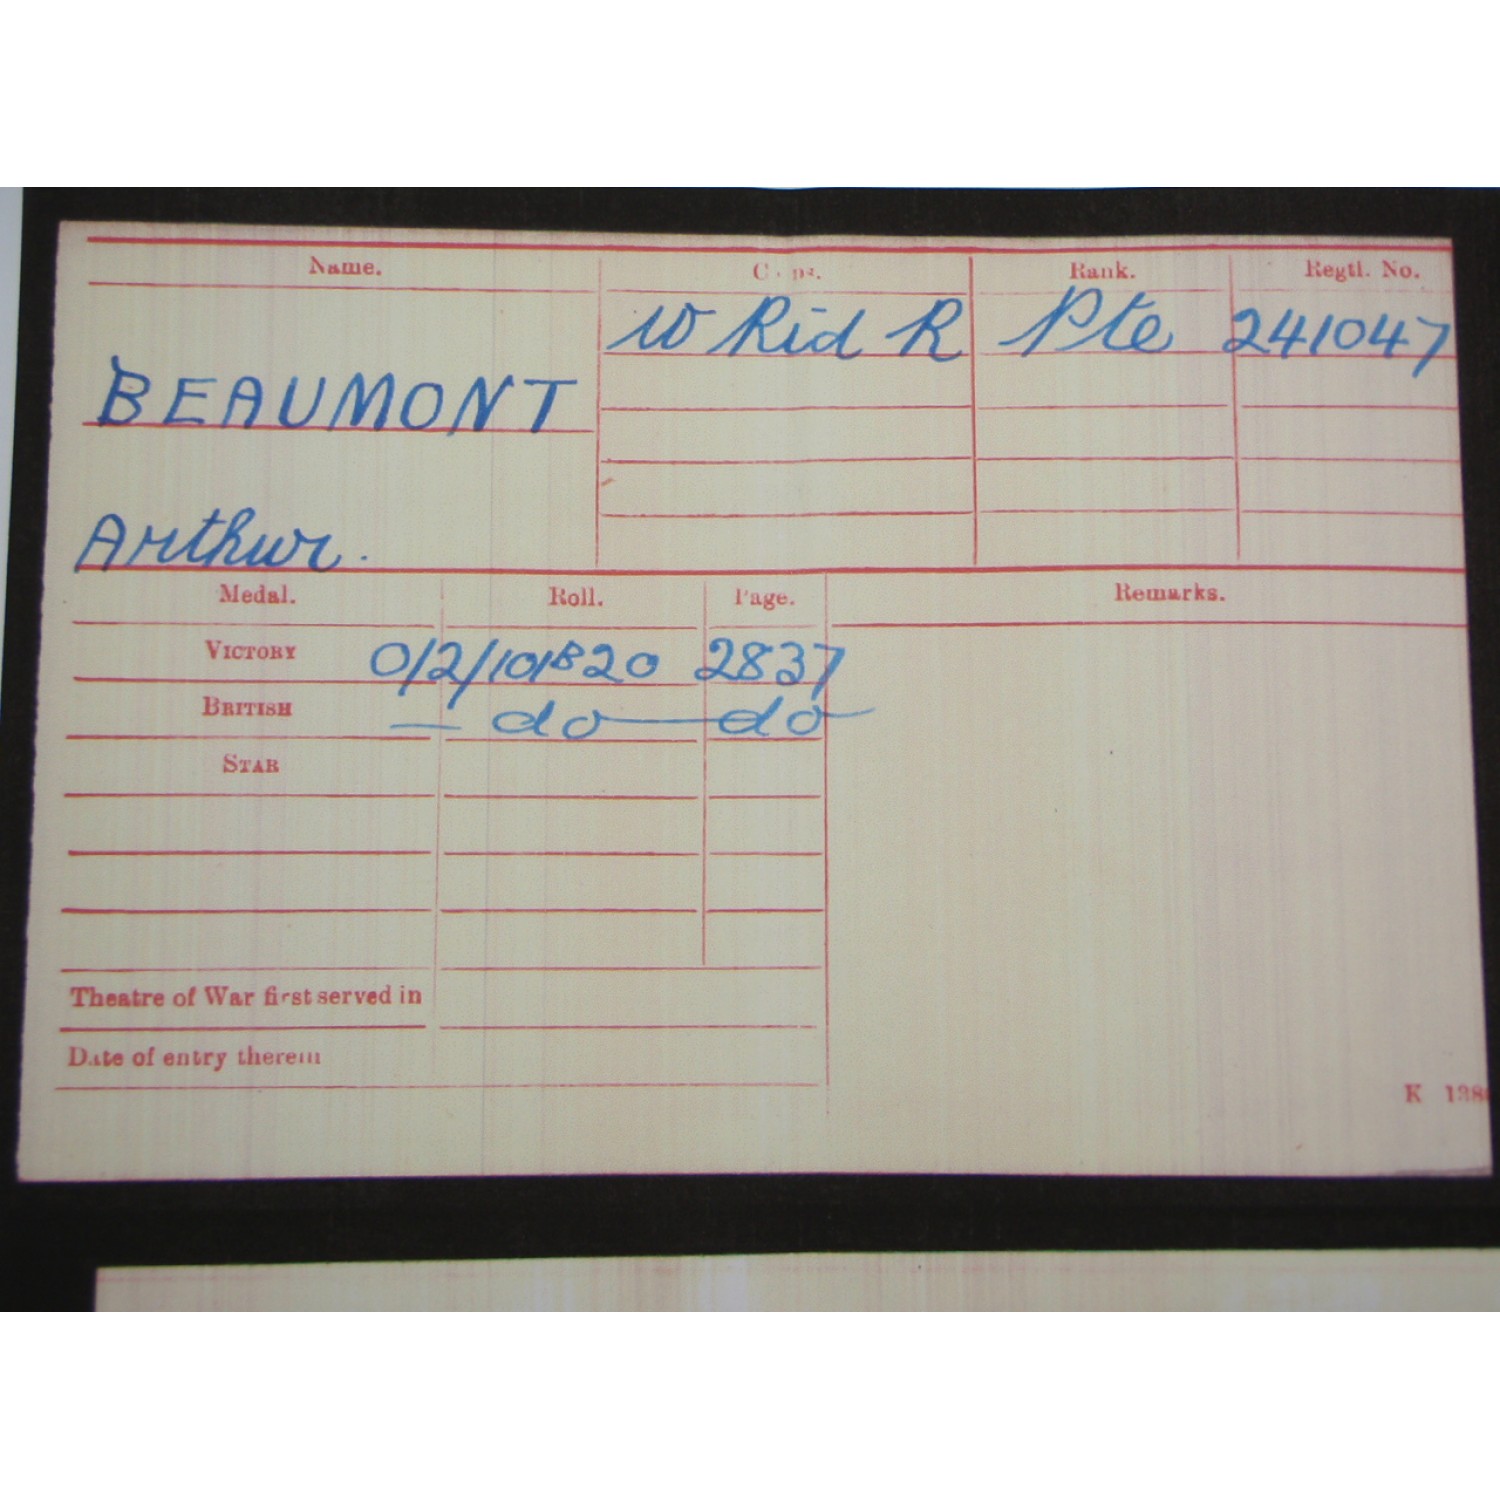 Name. Corps. Rank. Regtl. No.
W Rid R Pte 241047
BEAUMONT
Arthur.
Medal. Roll. Page. Remarks.
VICTORY O/2/101B20 2837
BRITISH — do — do —
STAR
Theatre of War first served in
Date of entry therein
K 1380